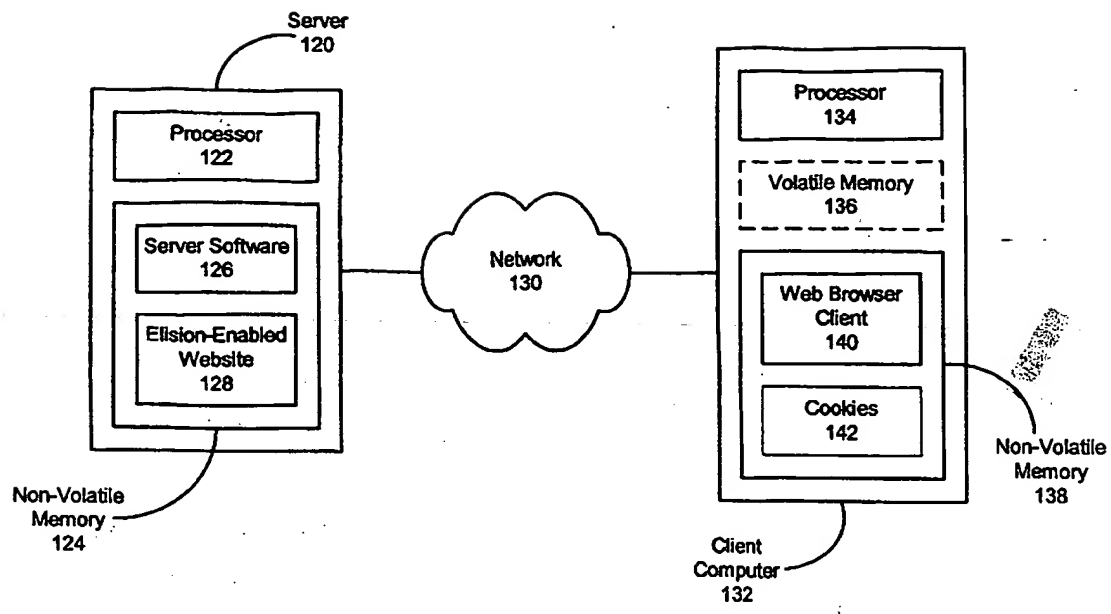 Server
120
Processor
122
Server Software
126
Elision-Enabled
Website
128
Non-Volatile
Memory
124
Network
130
Processor
134
Volatile Memory
136
Web Browser
Client
140
Cookies
142
Non-Volatile
Memory
138
Client
Computer
132